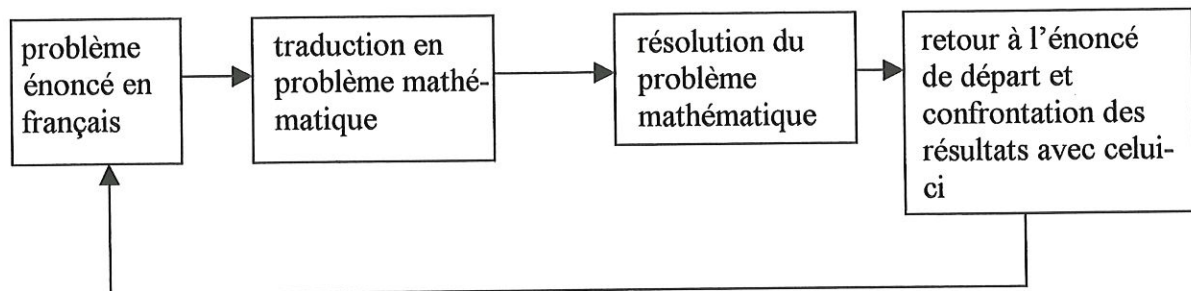 problème
énoncé en
français
traduction en
problème mathé-
matique
résolution du
problème
mathématique
retour à l'énoncé
de départ et
confrontation des
résultats avec celui-
ci